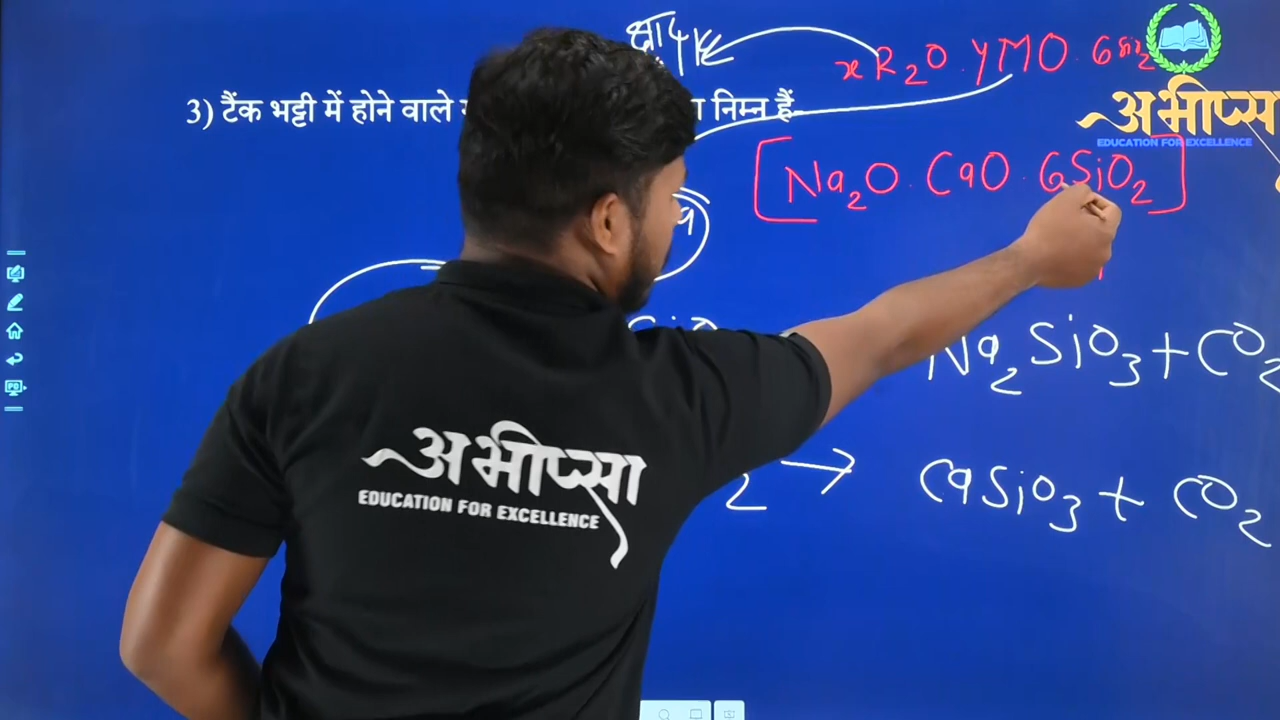 क्षारीय
xR₂O.yMO.6SiO₂
3) टैंक भट्टी में होने वाले
निम्न हैं-
अभीप्सा
EDUCATION FOR EXCELLENCE
[Na₂O.CaO.6SiO₂]
Na₂SiO₃+CO₂
→ CaSiO₃+ CO₂
अभीप्सा
EDUCATION FOR EXCELLENCE